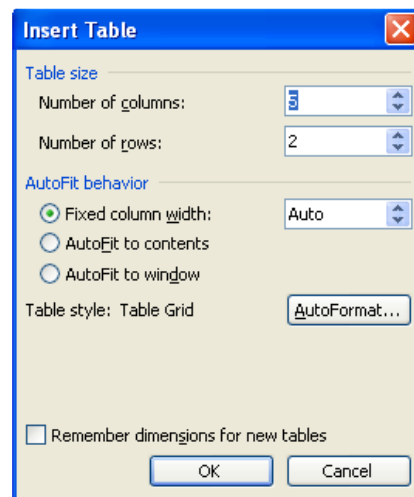 Insert Table
Table size
Number of columns: 5
Number of rows: 2
AutoFit behavior
Fixed column width: Auto
AutoFit to contents
AutoFit to window
Table style: Table Grid AutoFormat...
Remember dimensions for new tables
OK Cancel